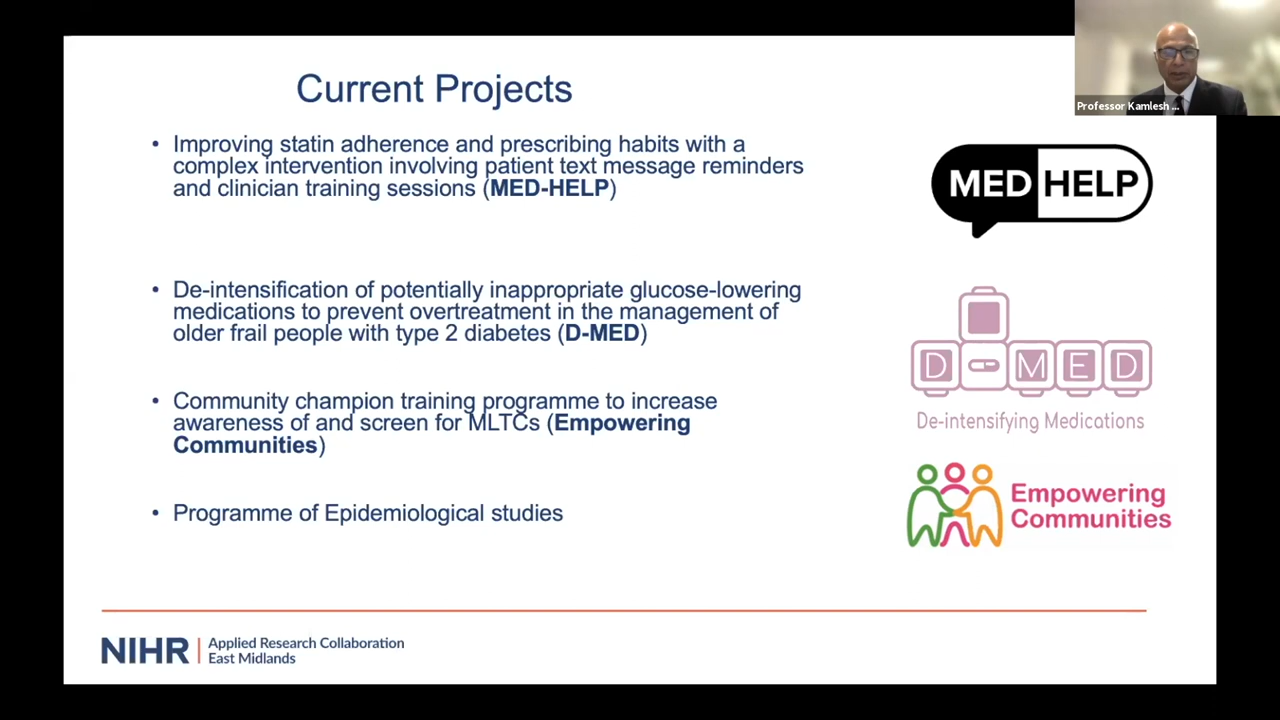 Current Projects
Professor Kamlesh ...
• Improving statin adherence and prescribing habits with a
complex intervention involving patient text message reminders
and clinician training sessions (MED-HELP)
MED HELP
• De-intensification of potentially inappropriate glucose-lowering
medications to prevent overtreatment in the management of
older frail people with type 2 diabetes (D-MED)
D-MED
De-intensifying Medications
• Community champion training programme to increase
awareness of and screen for MLTCs (Empowering
Communities)
Empowering
Communities
• Programme of Epidemiological studies
NIHR | Applied Research Collaboration
East Midlands